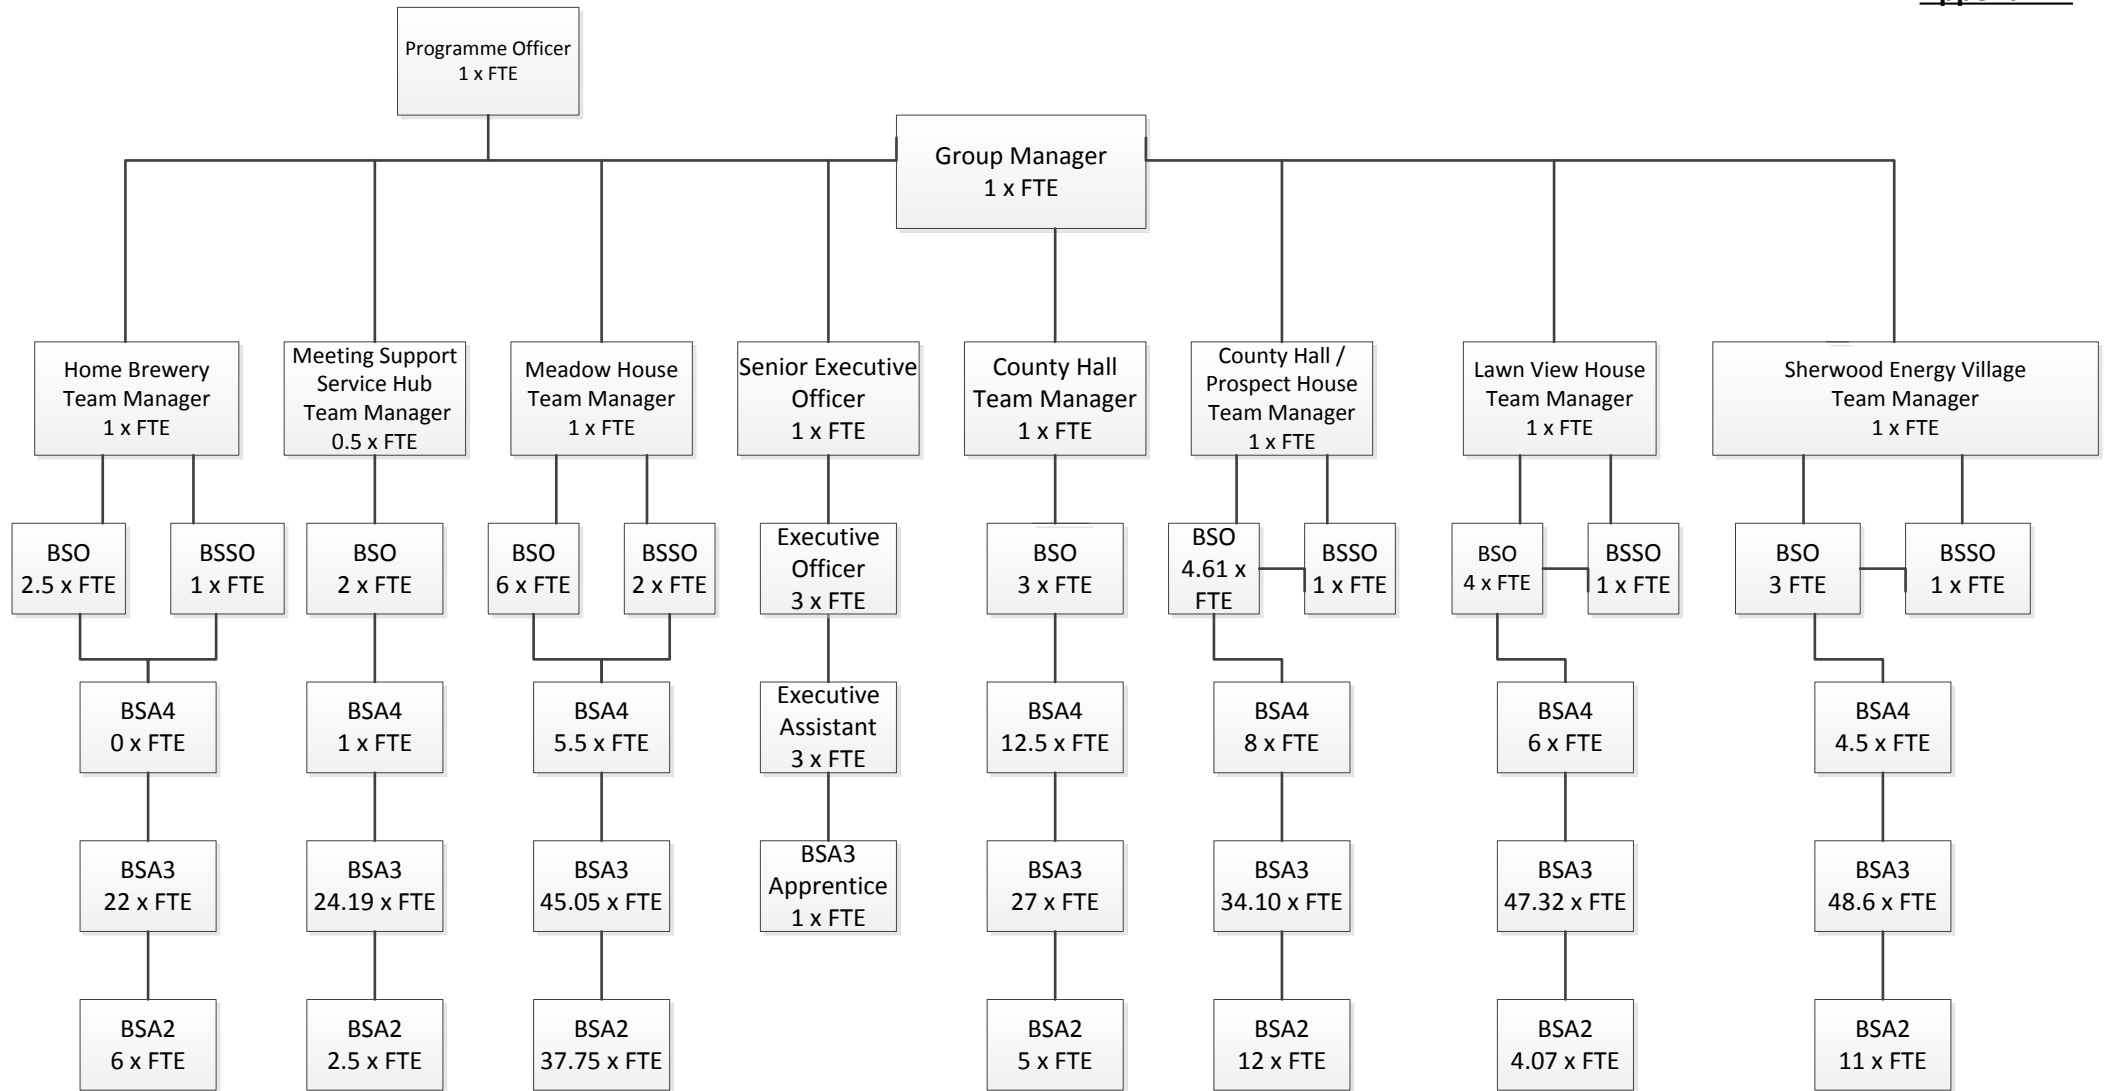 Programme Officer
1 x FTE
Group Manager
1 x FTE
Home Brewery
Team Manager
1 x FTE
Meeting Support
Service Hub
Team Manager
0.5 x FTE
Meadow House
Team Manager
1 x FTE
Senior Executive
Officer
1 x FTE
County Hall
Team Manager
1 x FTE
County Hall /
Prospect House
Team Manager
1 x FTE
Lawn View House
Team Manager
1 x FTE
Sherwood Energy Village
Team Manager
1 x FTE
BSO
2.5 x FTE
BSSO
1 x FTE
BSO
2 x FTE
BSO
6 x FTE
BSSO
2 x FTE
Executive
Officer
3 x FTE
BSO
3 x FTE
BSO
4.61 x
FTE
BSSO
1 x FTE
BSO
4 x FTE
BSSO
1 x FTE
BSO
3 FTE
BSSO
1 x FTE
BSA4
0 x FTE
BSA4
1 x FTE
BSA4
5.5 x FTE
Executive
Assistant
3 x FTE
BSA4
12.5 x FTE
BSA4
8 x FTE
BSA4
6 x FTE
BSA4
4.5 x FTE
BSA3
22 x FTE
BSA3
24.19 x FTE
BSA3
45.05 x FTE
BSA3
Apprentice
1 x FTE
BSA3
27 x FTE
BSA3
34.10 x FTE
BSA3
47.32 x FTE
BSA3
48.6 x FTE
BSA2
6 x FTE
BSA2
2.5 x FTE
BSA2
37.75 x FTE
BSA2
5 x FTE
BSA2
12 x FTE
BSA2
4.07 x FTE
BSA2
11 x FTE